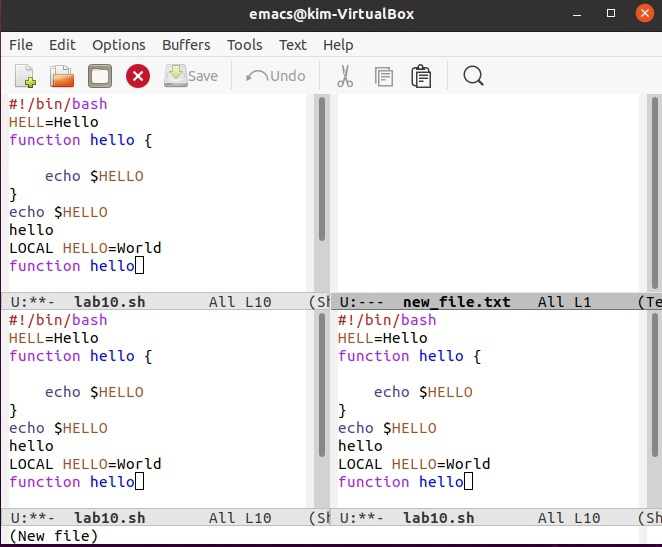 emacs@kim-VirtualBox
File Edit Options Buffers Tools Text Help
Save Undo
#!/bin/bash
HELL=Hello
function hello {
    echo $HELLO
}
echo $HELLO
hello
LOCAL HELLO=World
function hello
U:**-  lab10.sh       All L10    (Sh
U:---  new_file.txt   All L1     (Te
#!/bin/bash
HELL=Hello
function hello {
    echo $HELLO
}
echo $HELLO
hello
LOCAL HELLO=World
function hello
U:**-  lab10.sh       All L10    (Sh
#!/bin/bash
HELL=Hello
function hello {
    echo $HELLO
}
echo $HELLO
hello
LOCAL HELLO=World
function hello
U:**-  lab10.sh       All L10    (Sh
(New file)